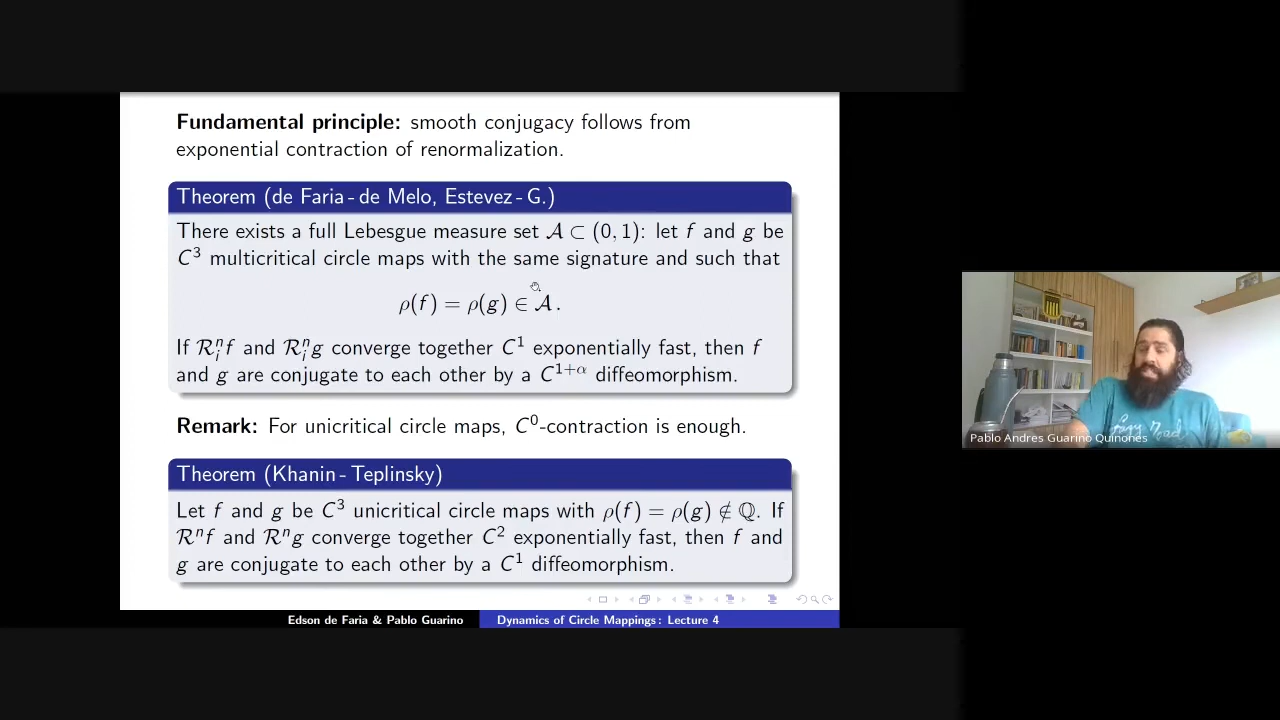 Fundamental principle: smooth conjugacy follows from
exponential contraction of renormalization.
Theorem (de Faria - de Melo, Estevez - G.)
There exists a full Lebesgue measure set 𝒜 ⊂ (0, 1): let f and g be
C³ multicritical circle maps with the same signature and such that
ρ(f) = ρ(g) ∈ 𝒜.
If ℛᵢⁿf and ℛᵢⁿg converge together C¹ exponentially fast, then f
and g are conjugate to each other by a C¹⁺ᵅ diffeomorphism.
Remark: For unicritical circle maps, C⁰-contraction is enough.
Theorem (Khanin - Teplinsky)
Let f and g be C³ unicritical circle maps with ρ(f) = ρ(g) ∉ ℚ. If
ℛⁿf and ℛⁿg converge together C² exponentially fast, then f and
g are conjugate to each other by a C¹ diffeomorphism.
Edson de Faria & Pablo Guarino Dynamics of Circle Mappings: Lecture 4
Pablo Andres Guarino Quinones